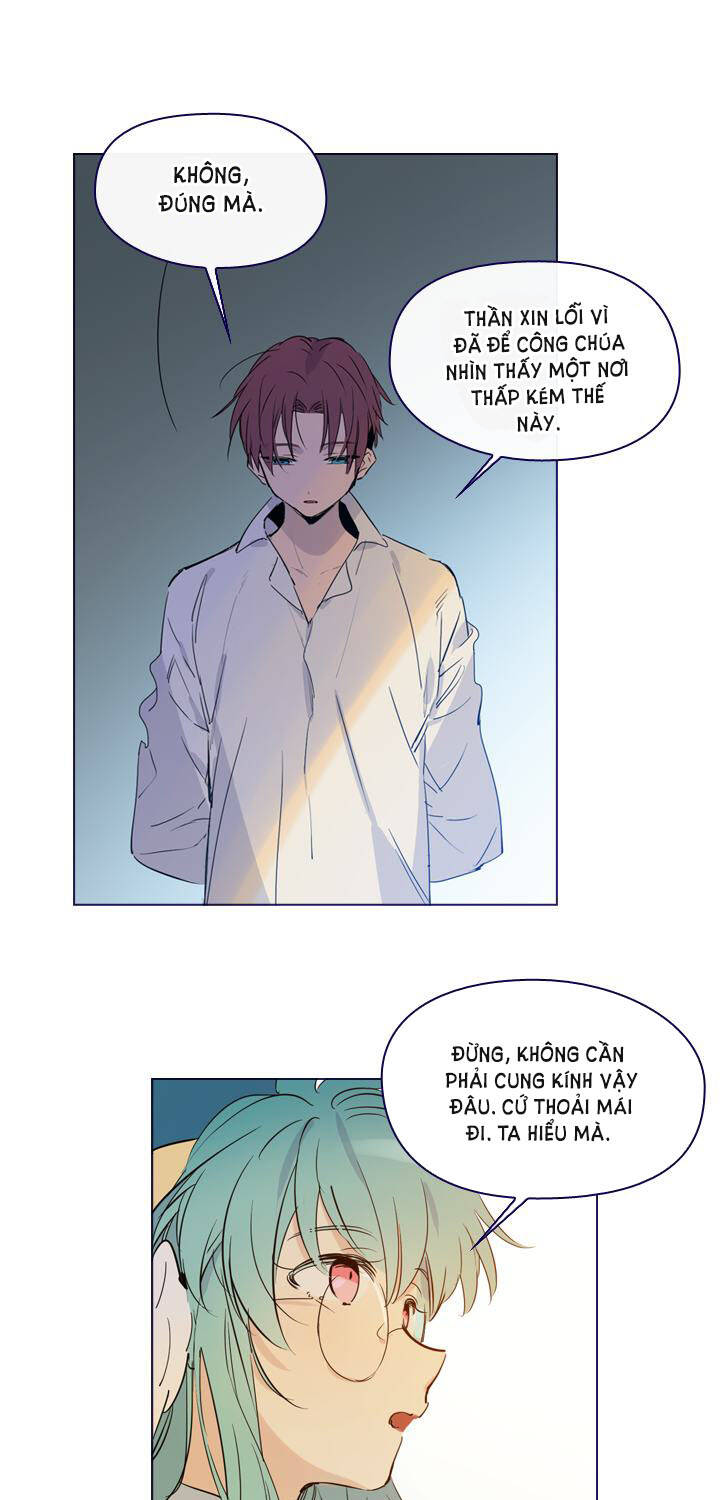 KHÔNG,
ĐÚNG MÀ.
THẦN XIN LỖI VÌ
ĐÃ ĐỂ CÔNG CHÚA
NHÌN THẤY MỘT NƠI
THẤP KÉM THẾ
NÀY.
ĐỪNG, KHÔNG CẦN
PHẢI CUNG KÍNH VẬY
ĐÂU. CỨ THOẢI MÁI
ĐI. TA HIỂU MÀ.